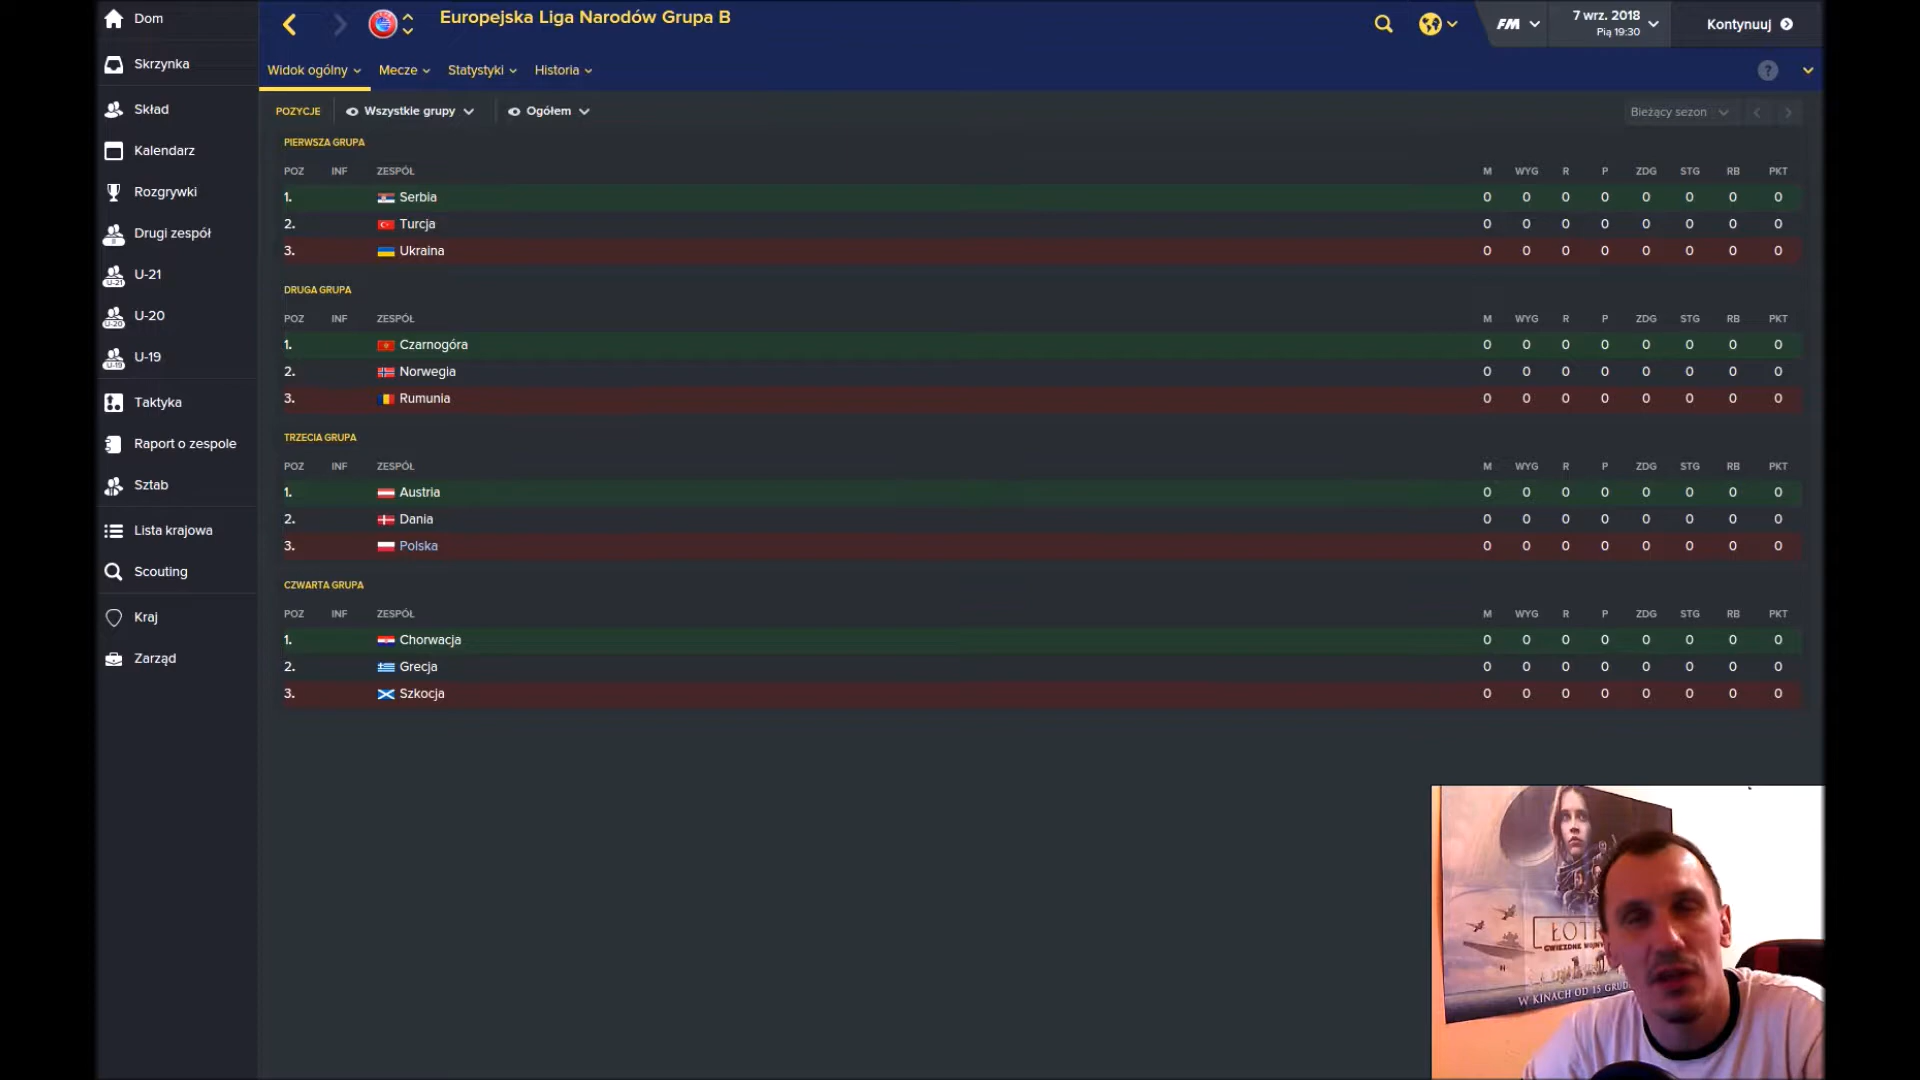 Dom
Skrzynka
Skład
Kalendarz
Rozgrywki
Drugi zespół
U-21
U-20
U-19
Taktyka
Raport o zespole
Sztab
Lista krajowa
Scouting
Kraj
Zarząd
Europejska Liga Narodów Grupa B
FM
7 wrz. 2018
Pią 19:30
Kontynuuj
Widok ogólny Mecze Statystyki Historia
?
POZYCJE Wszystkie grupy Ogółem Bieżący sezon
PIERWSZA GRUPA
POZ INF ZESPÓŁ M WYG R P ZDG STG RB PKT
1. Serbia 0 0 0 0 0 0 0 0
2. Turcja 0 0 0 0 0 0 0 0
3. Ukraina 0 0 0 0 0 0 0 0
DRUGA GRUPA
POZ INF ZESPÓŁ M WYG R P ZDG STG RB PKT
1. Czarnogóra 0 0 0 0 0 0 0 0
2. Norwegia 0 0 0 0 0 0 0 0
3. Rumunia 0 0 0 0 0 0 0 0
TRZECIA GRUPA
POZ INF ZESPÓŁ M WYG R P ZDG STG RB PKT
1. Austria 0 0 0 0 0 0 0 0
2. Dania 0 0 0 0 0 0 0 0
3. Polska 0 0 0 0 0 0 0 0
CZWARTA GRUPA
POZ INF ZESPÓŁ M WYG R P ZDG STG RB PKT
1. Chorwacja 0 0 0 0 0 0 0 0
2. Grecja 0 0 0 0 0 0 0 0
3. Szkocja 0 0 0 0 0 0 0 0
ŁOTR
GWIEZDNE WOJNY
W KINACH OD 15 GRUD